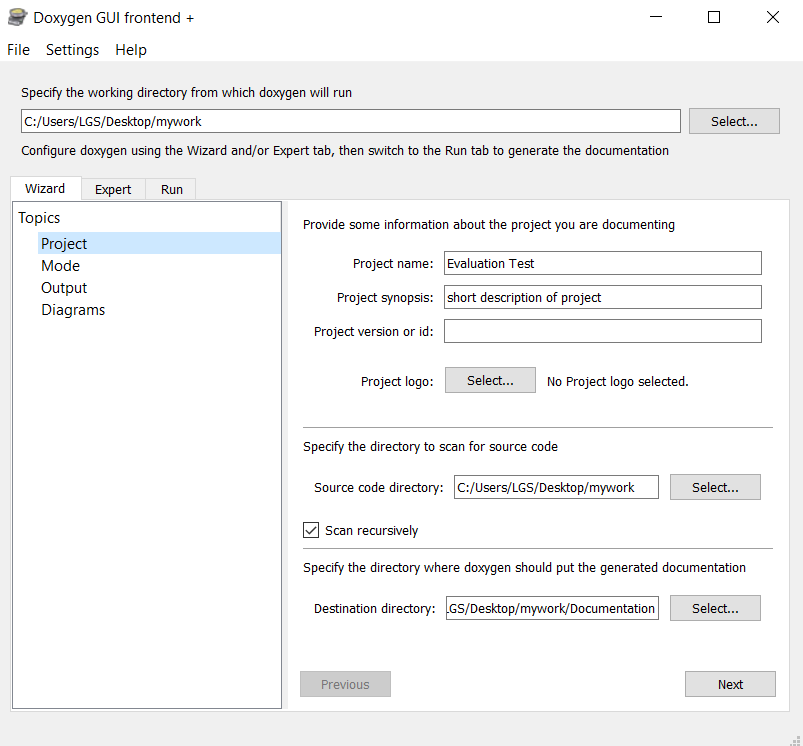 Doxygen GUI frontend +
File Settings Help
Specify the working directory from which doxygen will run
C:/Users/LGS/Desktop/mywork Select...
Configure doxygen using the Wizard and/or Expert tab, then switch to the Run tab to generate the documentation
Wizard Expert Run
Topics
Project
Mode
Output
Diagrams
Provide some information about the project you are documenting
Project name: Evaluation Test
Project synopsis: short description of project
Project version or id:
Project logo: Select... No Project logo selected.
Specify the directory to scan for source code
Source code directory: C:/Users/LGS/Desktop/mywork Select...
Scan recursively
Specify the directory where doxygen should put the generated documentation
Destination directory: .GS/Desktop/mywork/Documentation Select...
Previous Next